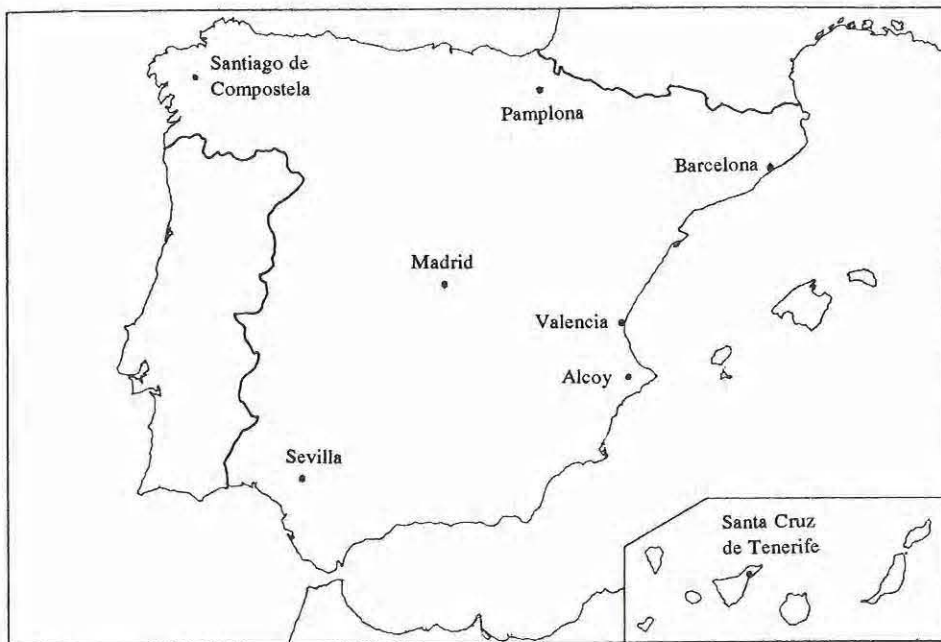 Santiago de
Compostela
Pamplona
Barcelona
Madrid
Valencia
Alcoy
Sevilla
Santa Cruz
de Tenerife